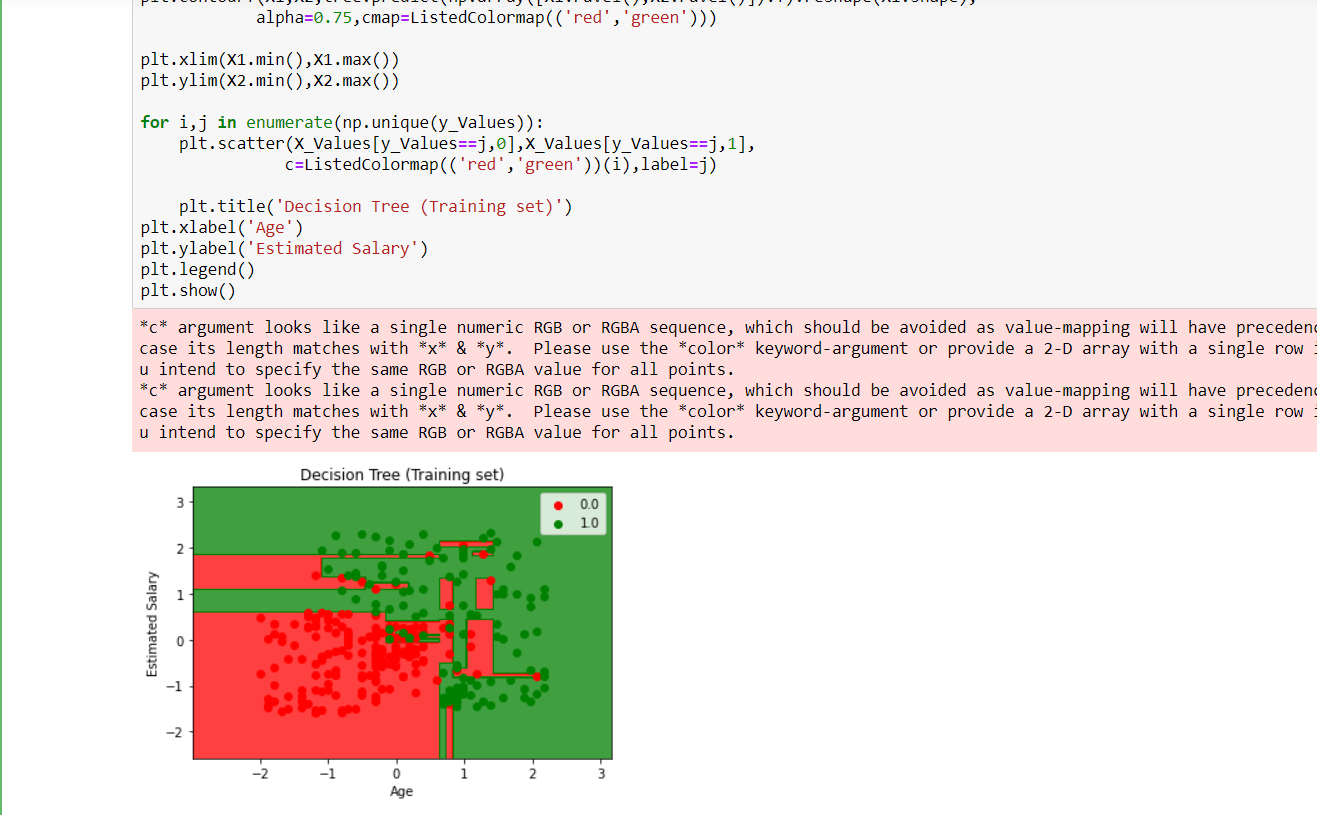 alpha=0.75,cmap=ListedColormap(('red','green')))
plt.xlim(X1.min(),X1.max())
plt.ylim(X2.min(),X2.max())
for i,j in enumerate(np.unique(y_Values)):
plt.scatter(X_Values[y_Values==j,0],X_Values[y_Values==j,1],
c=ListedColormap(('red','green'))(i),label=j)
plt.title('Decision Tree (Training set)')
plt.xlabel('Age')
plt.ylabel('Estimated Salary')
plt.legend()
plt.show()
*c* argument looks like a single numeric RGB or RGBA sequence, which should be avoided as value-mapping will have
case its length matches with *x* & *y*. Please use the *color* keyword-argument or provide a 2-D array with a single row
u intend to specify the same RGB or RGBA value for all points.
*c* argument looks like a single numeric RGB or RGBA sequence, which should be avoided as value-mapping will have
case its length matches with *x* & *y*. Please use the *color* keyword-argument or provide a 2-D array with a single row
u intend to specify the same RGB or RGBA value for all points.
Decision Tree (Training set)
0.0
1.0
3
2
1
0
−1
−2
Estimated Salary
−2 −1 0 1 2 3
Age